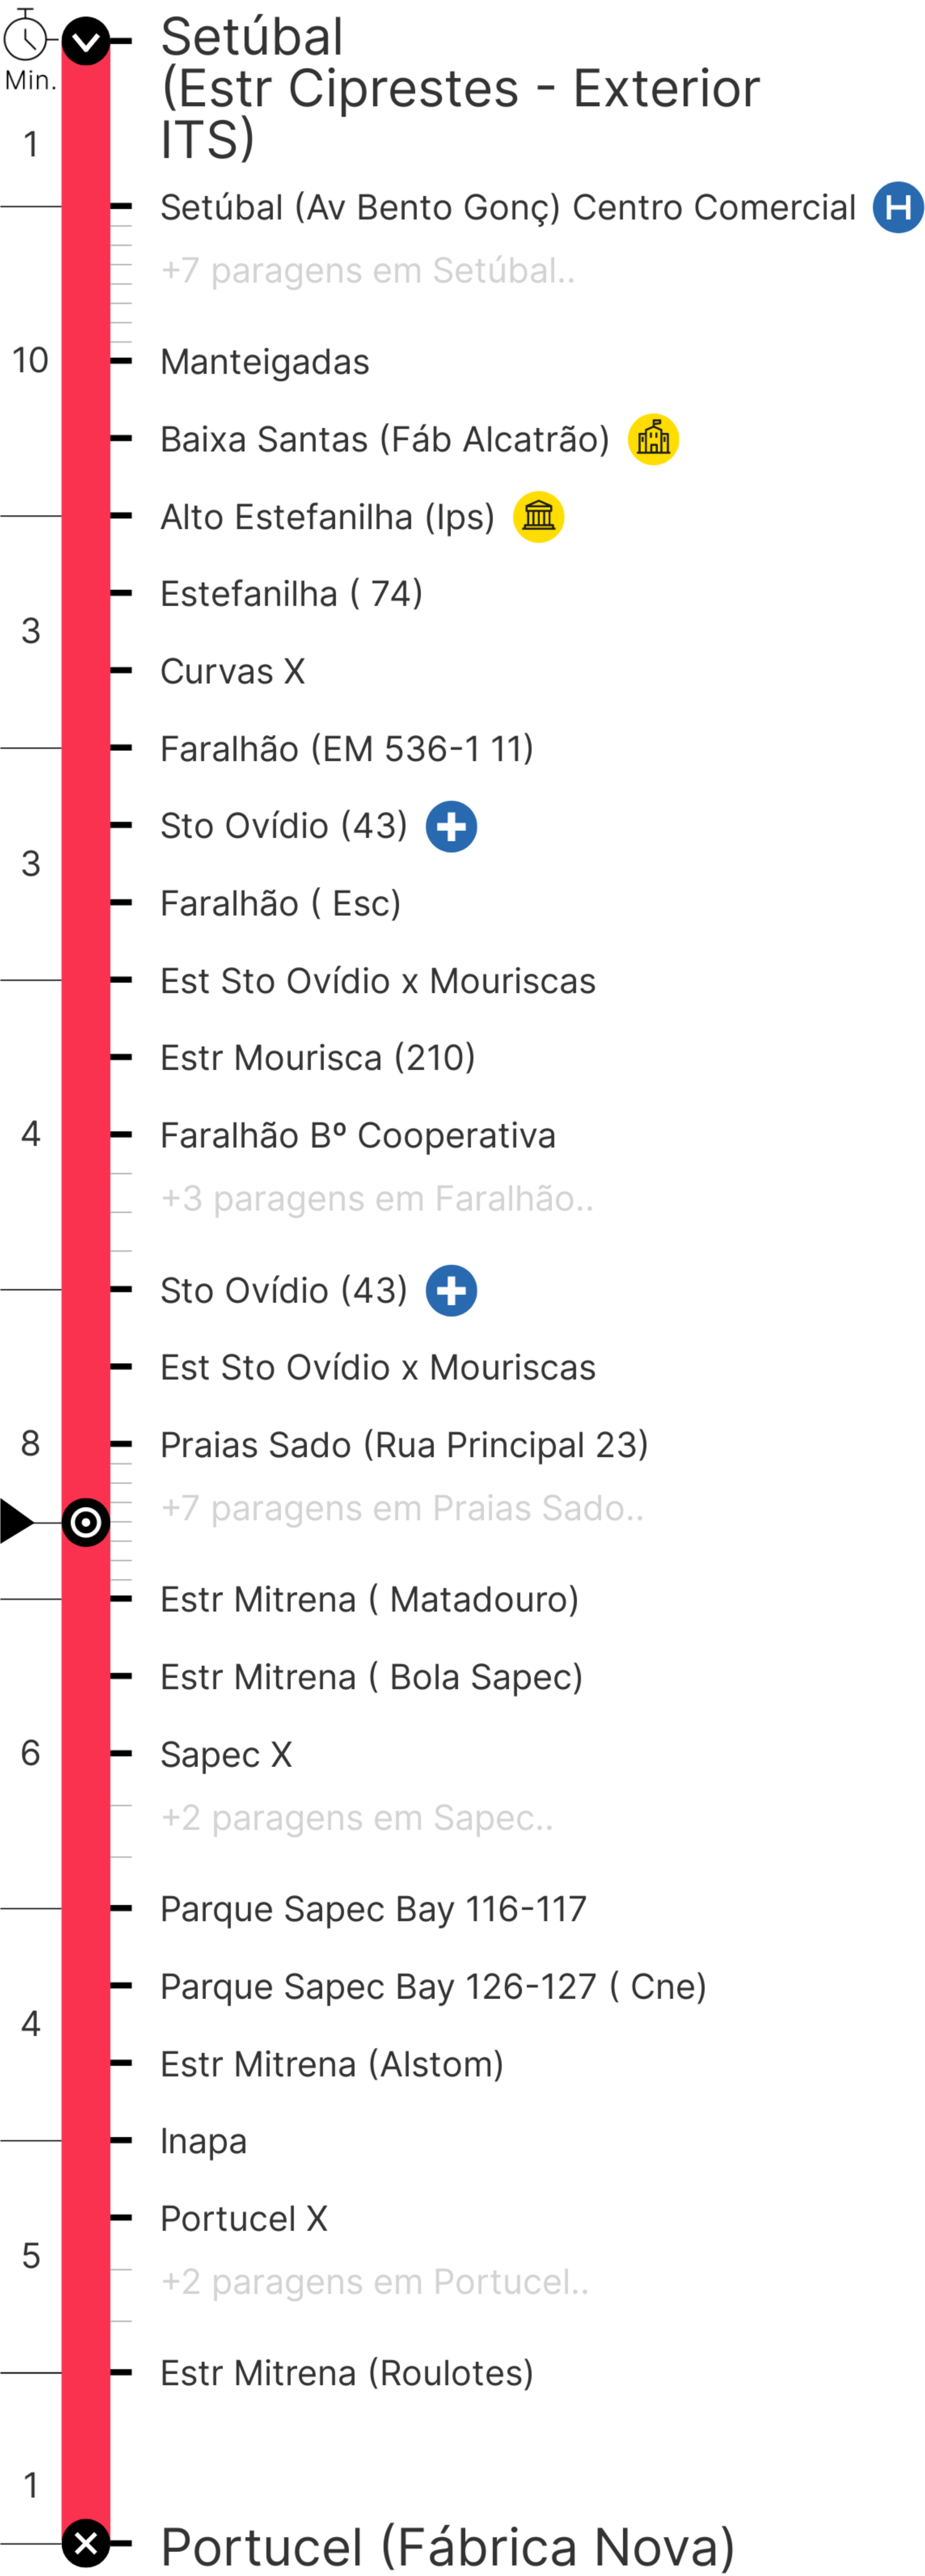 Setúbal
(Estr Ciprestes - Exterior
ITS)
Min.
1
Setúbal (Av Bento Gonç) Centro Comercial H
+7 paragens em Setúbal..
10
Manteigadas
Baixa Santas (Fáb Alcatrão)
Alto Estefanilha (Ips)
Estefanilha ( 74)
3
Curvas X
Faralhão (EM 536-1 11)
Sto Ovídio (43)
3
Faralhão ( Esc)
Est Sto Ovídio x Mouriscas
Estr Mourisca (210)
4
Faralhão Bº Cooperativa
+3 paragens em Faralhão..
Sto Ovídio (43)
Est Sto Ovídio x Mouriscas
8
Praias Sado (Rua Principal 23)
+7 paragens em Praias Sado..
Estr Mitrena ( Matadouro)
Estr Mitrena ( Bola Sapec)
6
Sapec X
+2 paragens em Sapec..
Parque Sapec Bay 116-117
Parque Sapec Bay 126-127 ( Cne)
4
Estr Mitrena (Alstom)
Inapa
Portucel X
5
+2 paragens em Portucel..
Estr Mitrena (Roulotes)
1
Portucel (Fábrica Nova)